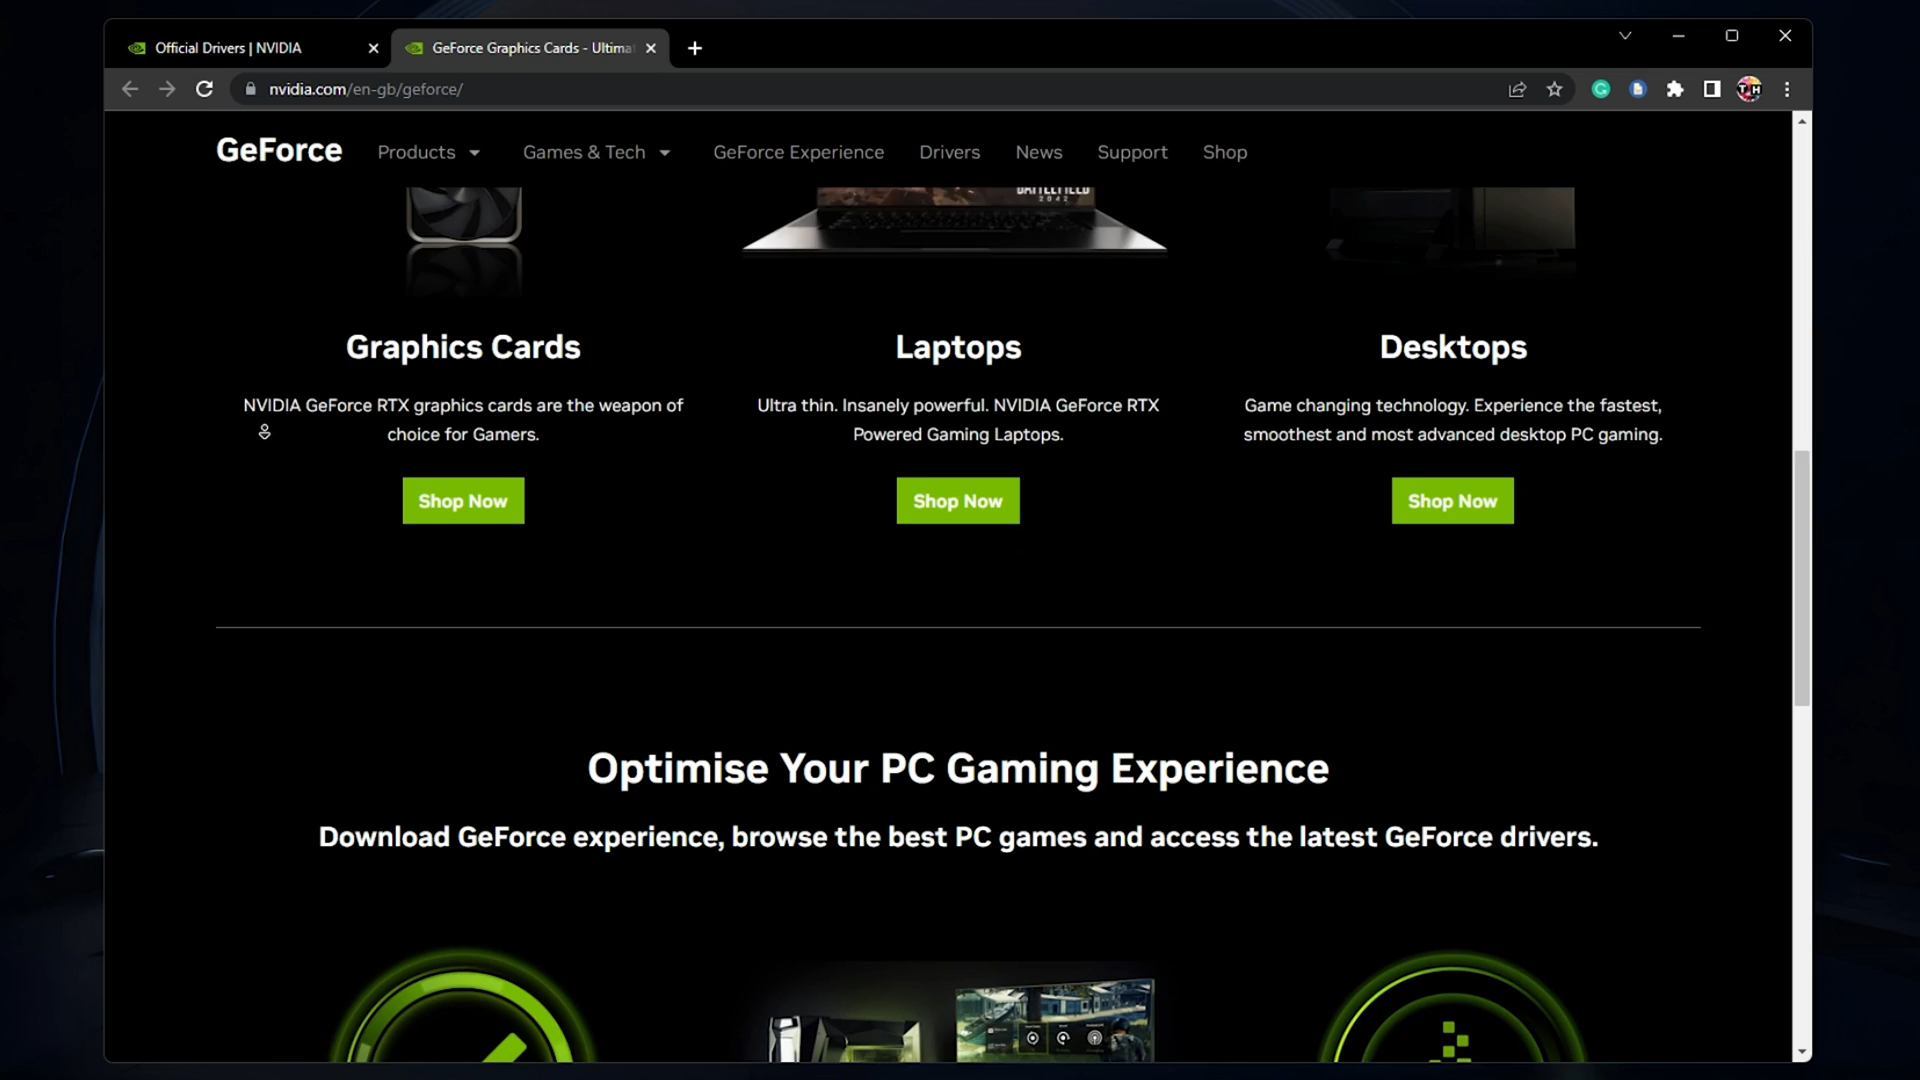 Official Drivers | NVIDIA
GeForce Graphics Cards - Ultima
nvidia.com/en-gb/geforce/
GeForce
Products
Games & Tech
GeForce Experience
Drivers
News
Support
Shop
BATTLEFIELD
2042
Graphics Cards
NVIDIA GeForce RTX graphics cards are the weapon of
choice for Gamers.
Shop Now
Laptops
Ultra thin. Insanely powerful. NVIDIA GeForce RTX
Powered Gaming Laptops.
Shop Now
Desktops
Game changing technology. Experience the fastest,
smoothest and most advanced desktop PC gaming.
Shop Now
Optimise Your PC Gaming Experience
Download GeForce experience, browse the best PC games and access the latest GeForce drivers.